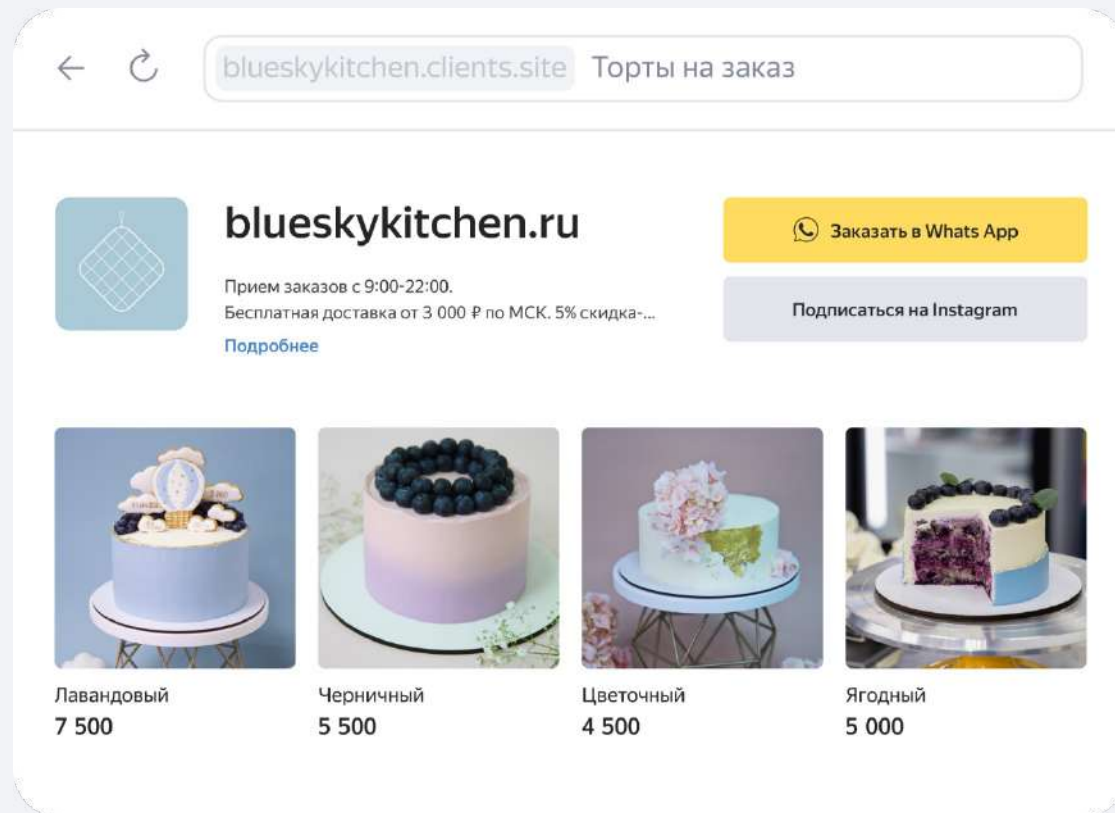 blueskykitchen.clients.site Торты на заказ
blueskykitchen.ru
Прием заказов с 9:00-22:00.
Бесплатная доставка от 3 000 ₽ по МСК. 5% скидка-...
Подробнее
Заказать в Whats App
Подписаться на Instagram
Лавандовый
7 500
Черничный
5 500
Цветочный
4 500
Ягодный
5 000